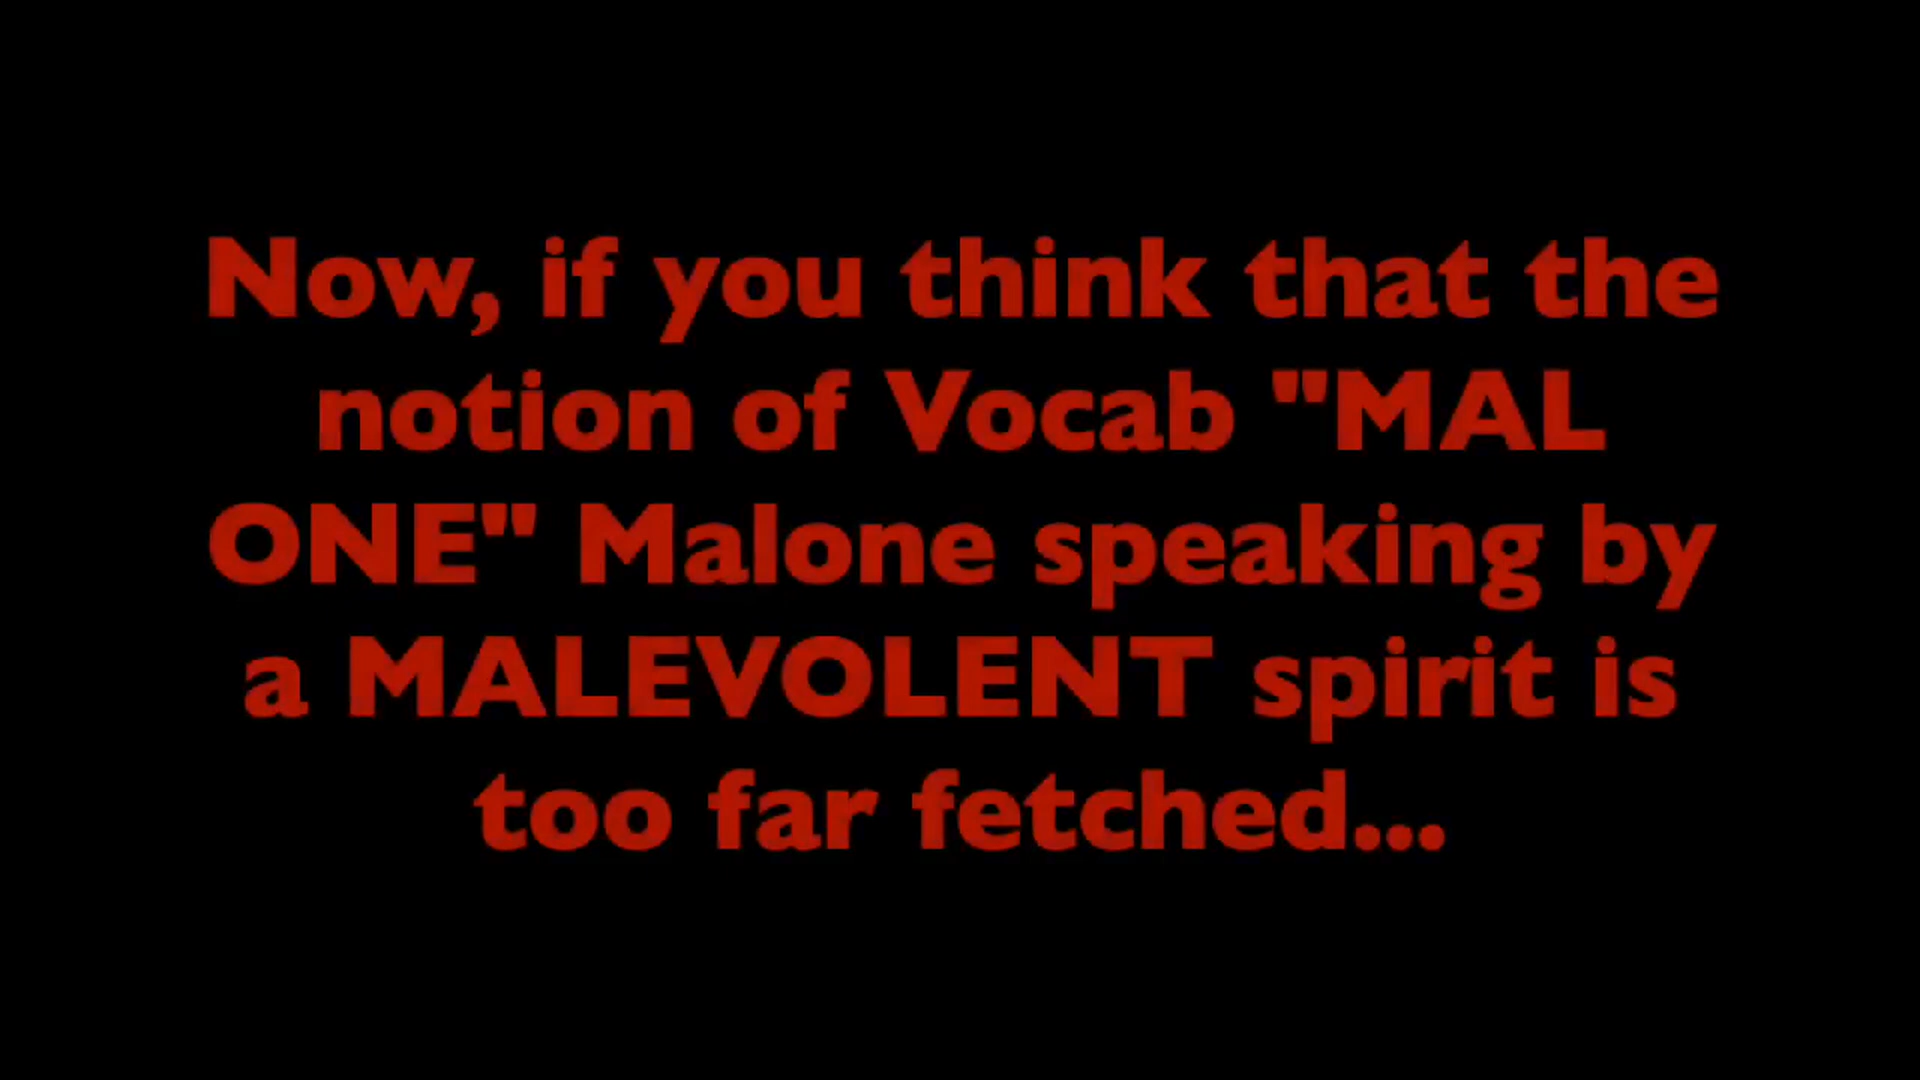 Now, if you think that the
notion of Vocab "MAL
ONE" Malone speaking by
a MALEVOLENT spirit is
too far fetched...